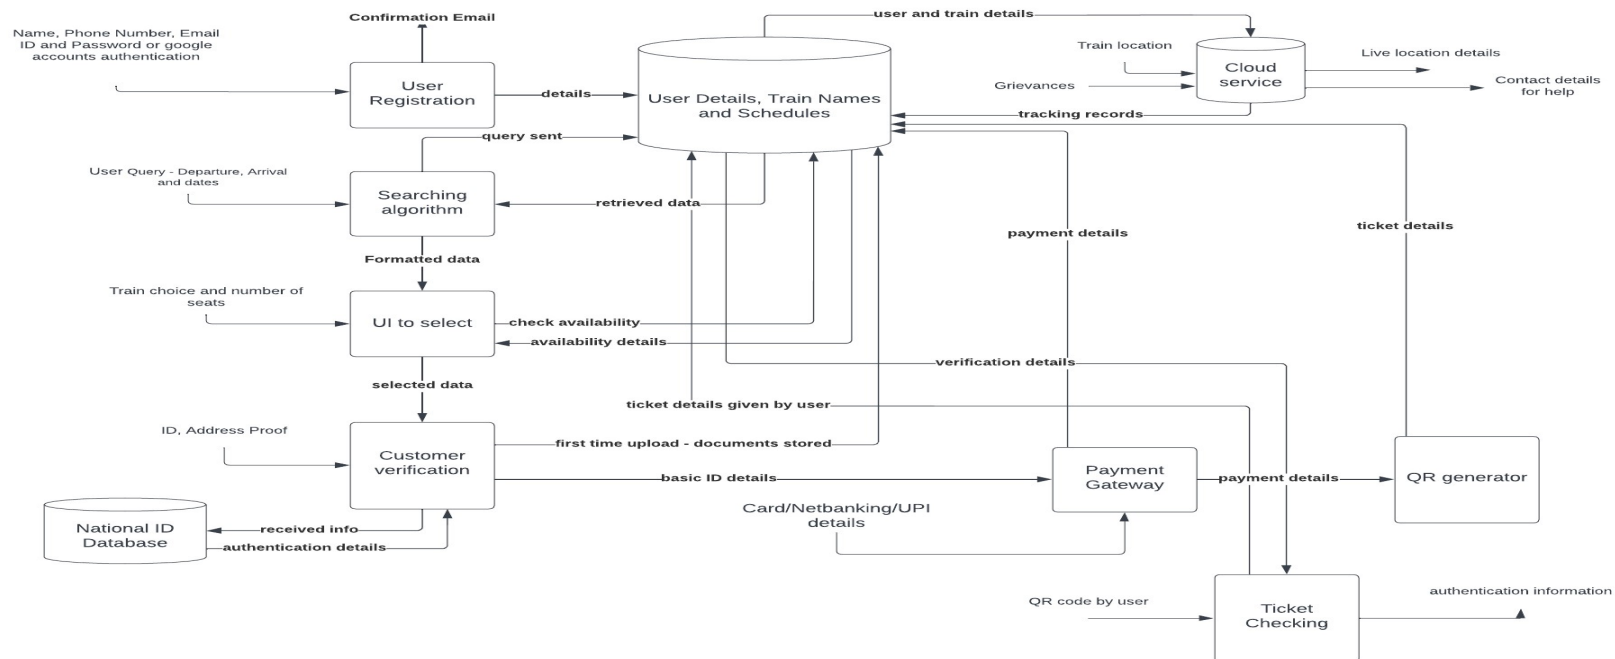 Confirmation Email
user and train details
Name, Phone Number, Email
ID and Password or google
accounts authentication
User
Registration
details
User Details, Train Names
and Schedules
Train location
Grievances
Cloud
service
Live location details
Contact details
for help
tracking records
query sent
User Query - Departure, Arrival
and dates
Searching
algorithm
retrieved data
payment details
ticket details
Formatted data
Train choice and number of
seats
UI to select
check availability
availability details
verification details
selected data
ticket details given by user
ID, Address Proof
Customer
verification
first time upload - documents stored
basic ID details
Payment
Gateway
payment details
QR generator
Card/Netbanking/UPI
details
National ID
Database
received info
authentication details
QR code by user
Ticket
Checking
authentication information